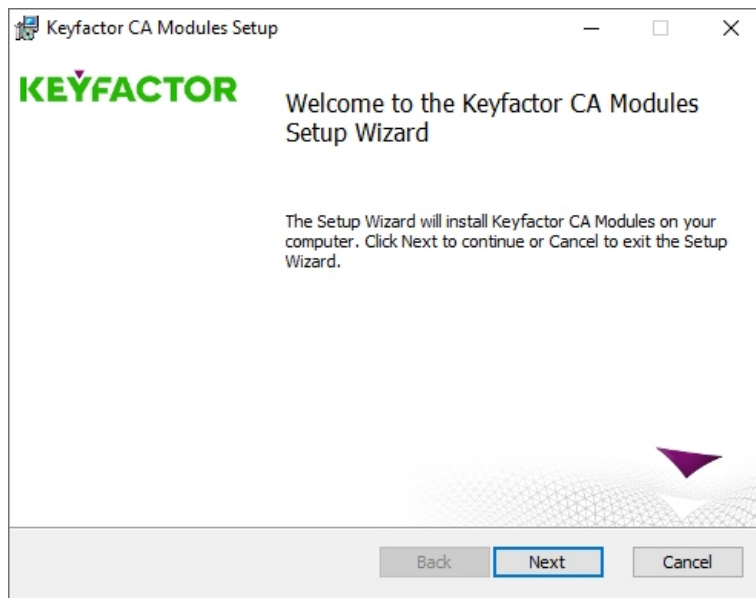 Keyfactor CA Modules Setup
KEYFACTOR
Welcome to the Keyfactor CA Modules
Setup Wizard
The Setup Wizard will install Keyfactor CA Modules on your
computer. Click Next to continue or Cancel to exit the Setup
Wizard.
Back Next Cancel